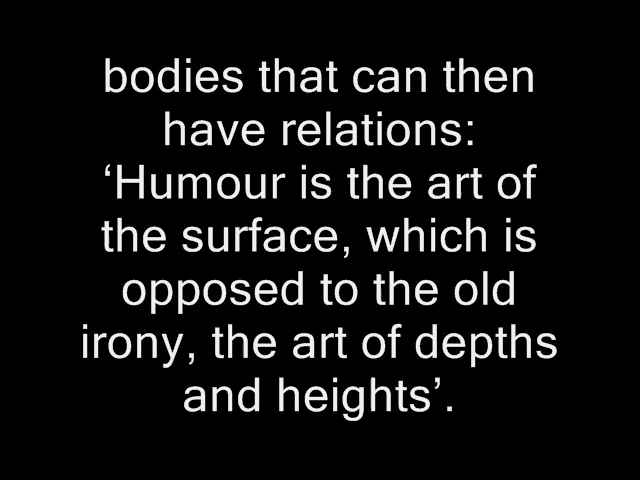 bodies that can then
have relations:
‘Humour is the art of
the surface, which is
opposed to the old
irony, the art of depths
and heights’.